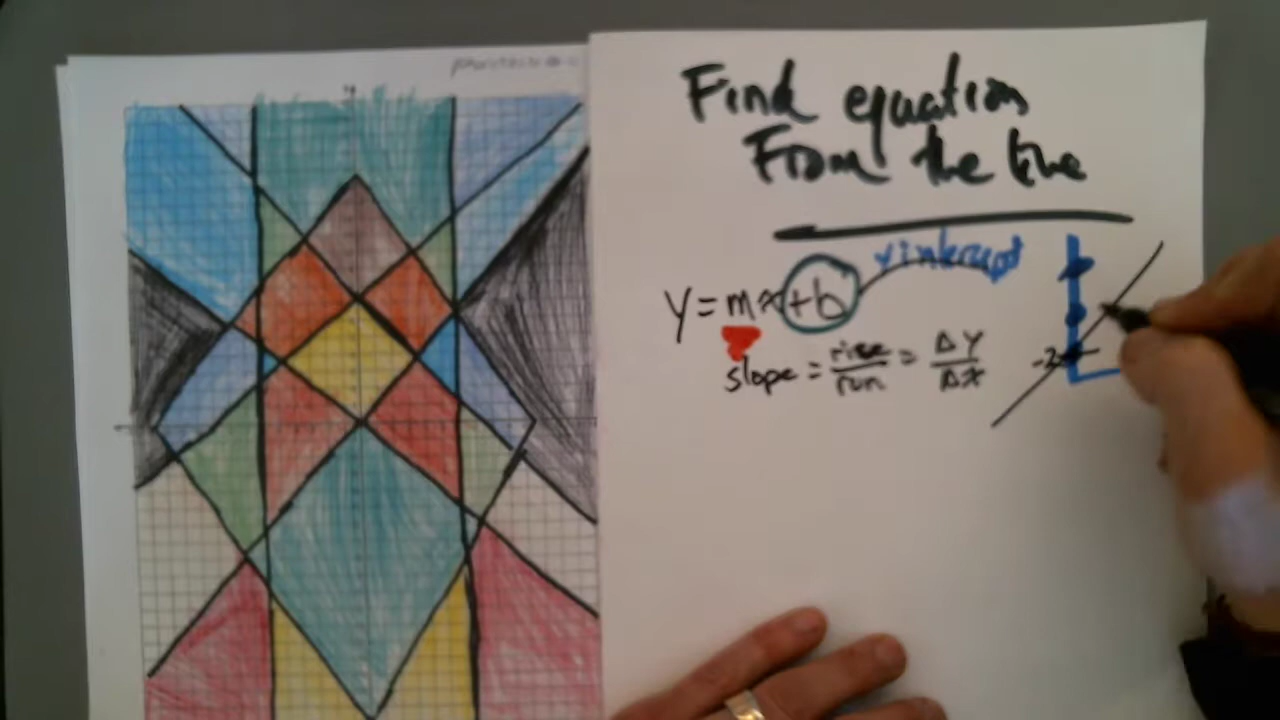 Find equation
From the line
y intercept
Y = mx + b
slope = rise/run = ΔY/Δx
-2